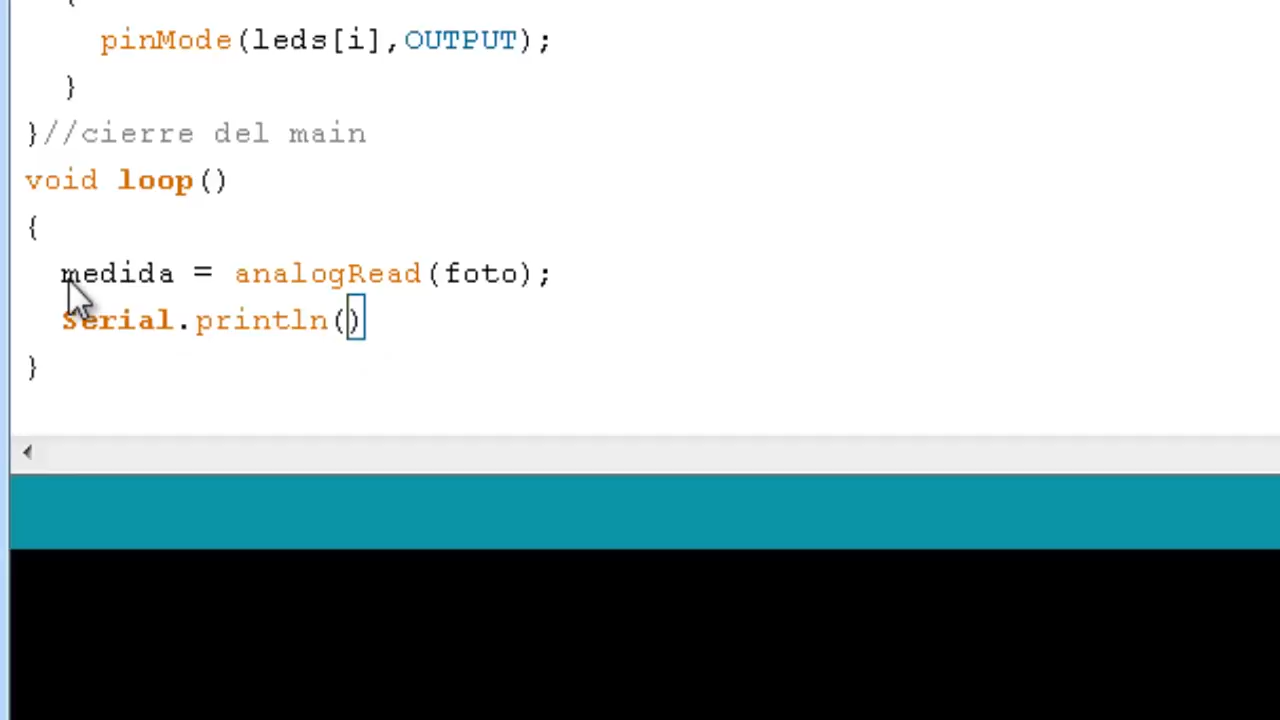 {
pinMode(leds[i],OUTPUT);
}
}//cierre del main
void loop()
{
medida = analogRead(foto);
Serial.println()
}